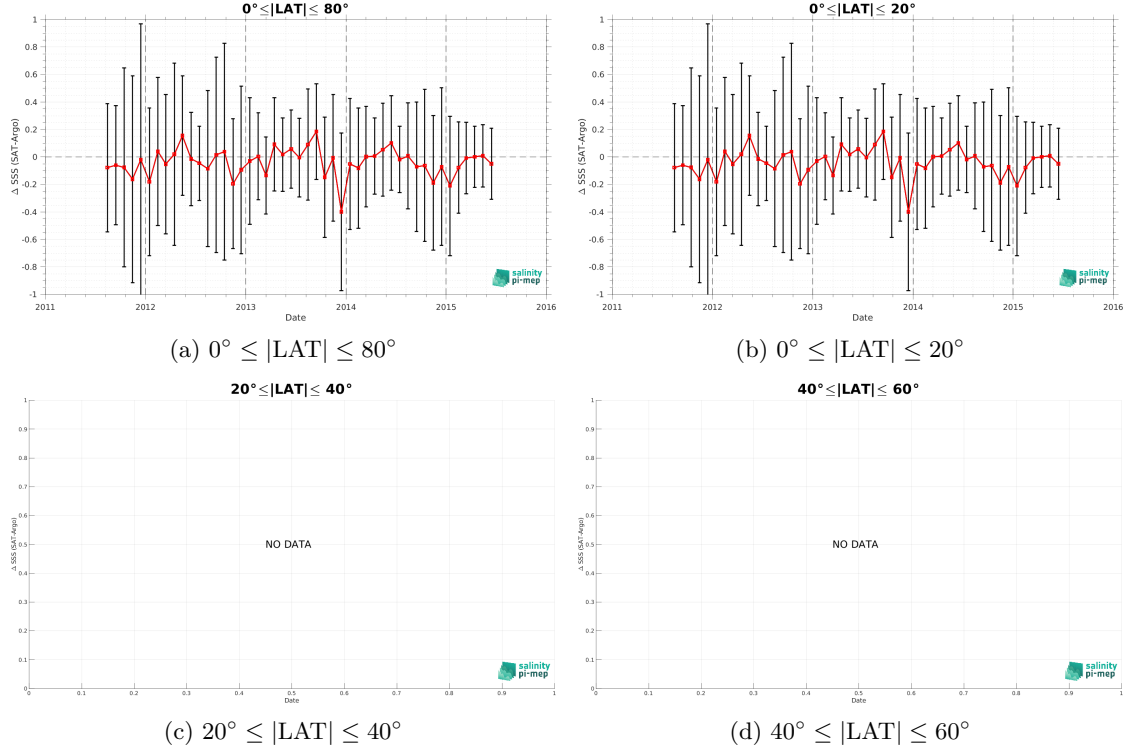 0°≤|LAT|≤ 80°
Δ SSS (SAT-Argo)
1
0.8
0.6
0.4
0.2
0
-0.2
-0.4
-0.6
-0.8
-1
2011 2012 2013 2014 2015 2016
Date
salinity
pi-mep
(a) 0° ≤ |LAT| ≤ 80°
0°≤|LAT|≤ 20°
Δ SSS (SAT-Argo)
1
0.8
0.6
0.4
0.2
0
-0.2
-0.4
-0.6
-0.8
-1
2011 2012 2013 2014 2015 2016
Date
salinity
pi-mep
(b) 0° ≤ |LAT| ≤ 20°
20°≤|LAT|≤ 40°
Δ SSS (SAT-Argo)
1
0.9
0.8
0.7
0.6
0.5
0.4
0.3
0.2
0.1
0
NO DATA
0 0.1 0.2 0.3 0.4 0.5 0.6 0.7 0.8 0.9 1
Date
salinity
pi-mep
(c) 20° ≤ |LAT| ≤ 40°
40°≤|LAT|≤ 60°
Δ SSS (SAT-Argo)
1
0.9
0.8
0.7
0.6
0.5
0.4
0.3
0.2
0.1
0
NO DATA
0 0.1 0.2 0.3 0.4 0.5 0.6 0.7 0.8 0.9 1
Date
salinity
pi-mep
(d) 40° ≤ |LAT| ≤ 60°